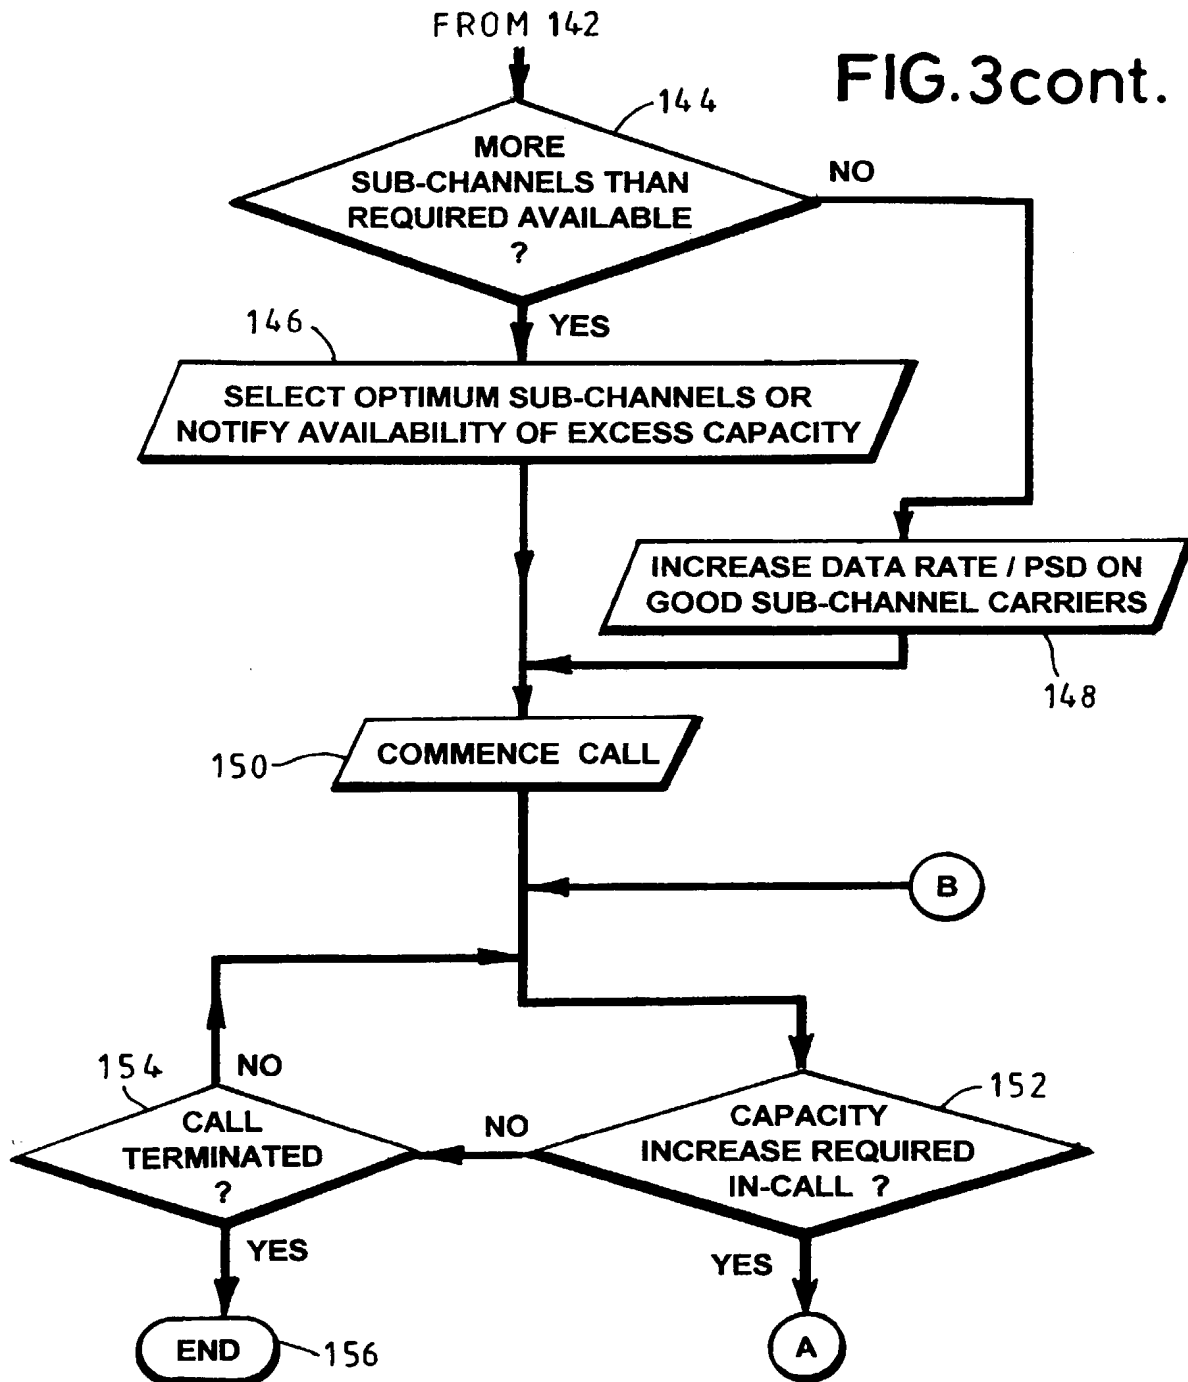 FROM 142
FIG.3cont.
144
MORE
SUB-CHANNELS THAN
REQUIRED AVAILABLE
?
NO
YES
146
SELECT OPTIMUM SUB-CHANNELS OR
NOTIFY AVAILABILITY OF EXCESS CAPACITY
INCREASE DATA RATE / PSD ON
GOOD SUB-CHANNEL CARRIERS
148
COMMENCE CALL
150
B
154
NO
CALL
TERMINATED
?
NO
152
CAPACITY
INCREASE REQUIRED
IN-CALL ?
YES
YES
END
156
A